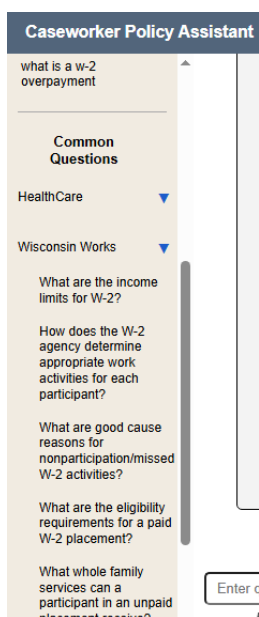 Caseworker Policy Assistant
what is a w-2
overpayment
Common
Questions
HealthCare
Wisconsin Works
What are the income
limits for W-2?
How does the W-2
agency determine
appropriate work
activities for each
participant?
What are good cause
reasons for
nonparticipation/missed
W-2 activities?
What are the eligibility
requirements for a paid
W-2 placement?
What whole family
services can a
participant in an unpaid
placement receive?
Enter